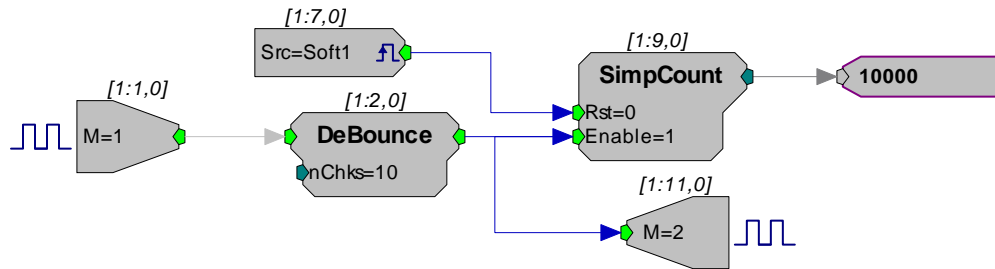 [1:7,0]
Src=Soft1
[1:9,0]
SimpCount
Rst=0
Enable=1
10000
[1:1,0]
M=1
[1:2,0]
DeBounce
nChks=10
[1:11,0]
M=2